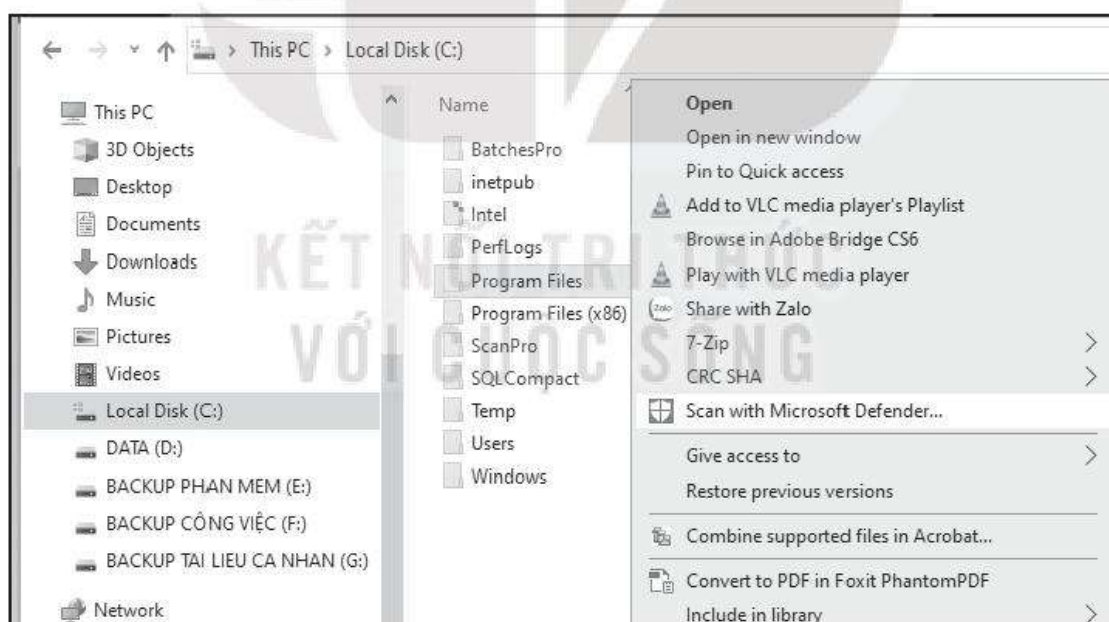 This PC > Local Disk (C:)
This PC
3D Objects
Desktop
Documents
Downloads
Music
Pictures
Videos
Local Disk (C:)
DATA (D:)
BACKUP PHAN MEM (E:)
BACKUP CÔNG VIỆC (F:)
BACKUP TAI LIEU CA NHAN (G:)
Network
Name
BatchesPro
inetpub
Intel
PerfLogs
Program Files
Program Files (x86)
ScanPro
SQLCompact
Temp
Users
Windows
Open
Open in new window
Pin to Quick access
Add to VLC media player's Playlist
Browse in Adobe Bridge CS6
Play with VLC media player
Zalo Share with Zalo
7-Zip
CRC SHA
Scan with Microsoft Defender...
Give access to
Restore previous versions
Combine supported files in Acrobat...
Convert to PDF in Foxit PhantomPDF
Include in library
KẾT NỐI TRI THỨC
VỚI CUỘC SỐNG